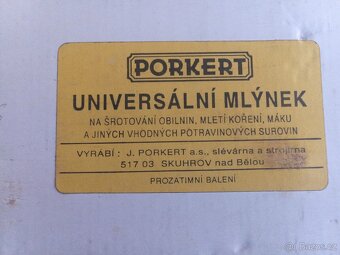 PORKERT
UNIVERSÁLNÍ MLÝNEK
NA ŠROTOVÁNÍ OBILNIN, MLETÍ KOŘENÍ, MÁKU
A JINÝCH VHODNÝCH POTRAVINOVÝCH SUROVIN
VYRÁBÍ : J. PORKERT a.s., slévárna a strojírna
517 03 SKUHROV nad Bělou
PROZATIMNÍ BALENÍ